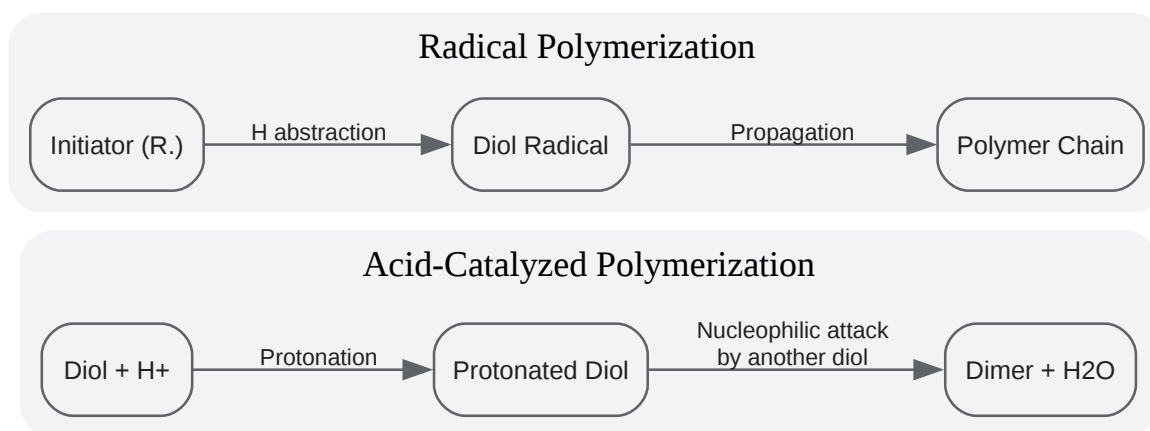 Radical Polymerization
Initiator (R.)
H abstraction
Diol Radical
Propagation
Polymer Chain
Acid-Catalyzed Polymerization
Diol + H+
Protonation
Protonated Diol
Nucleophilic attack
by another diol
Dimer + H2O